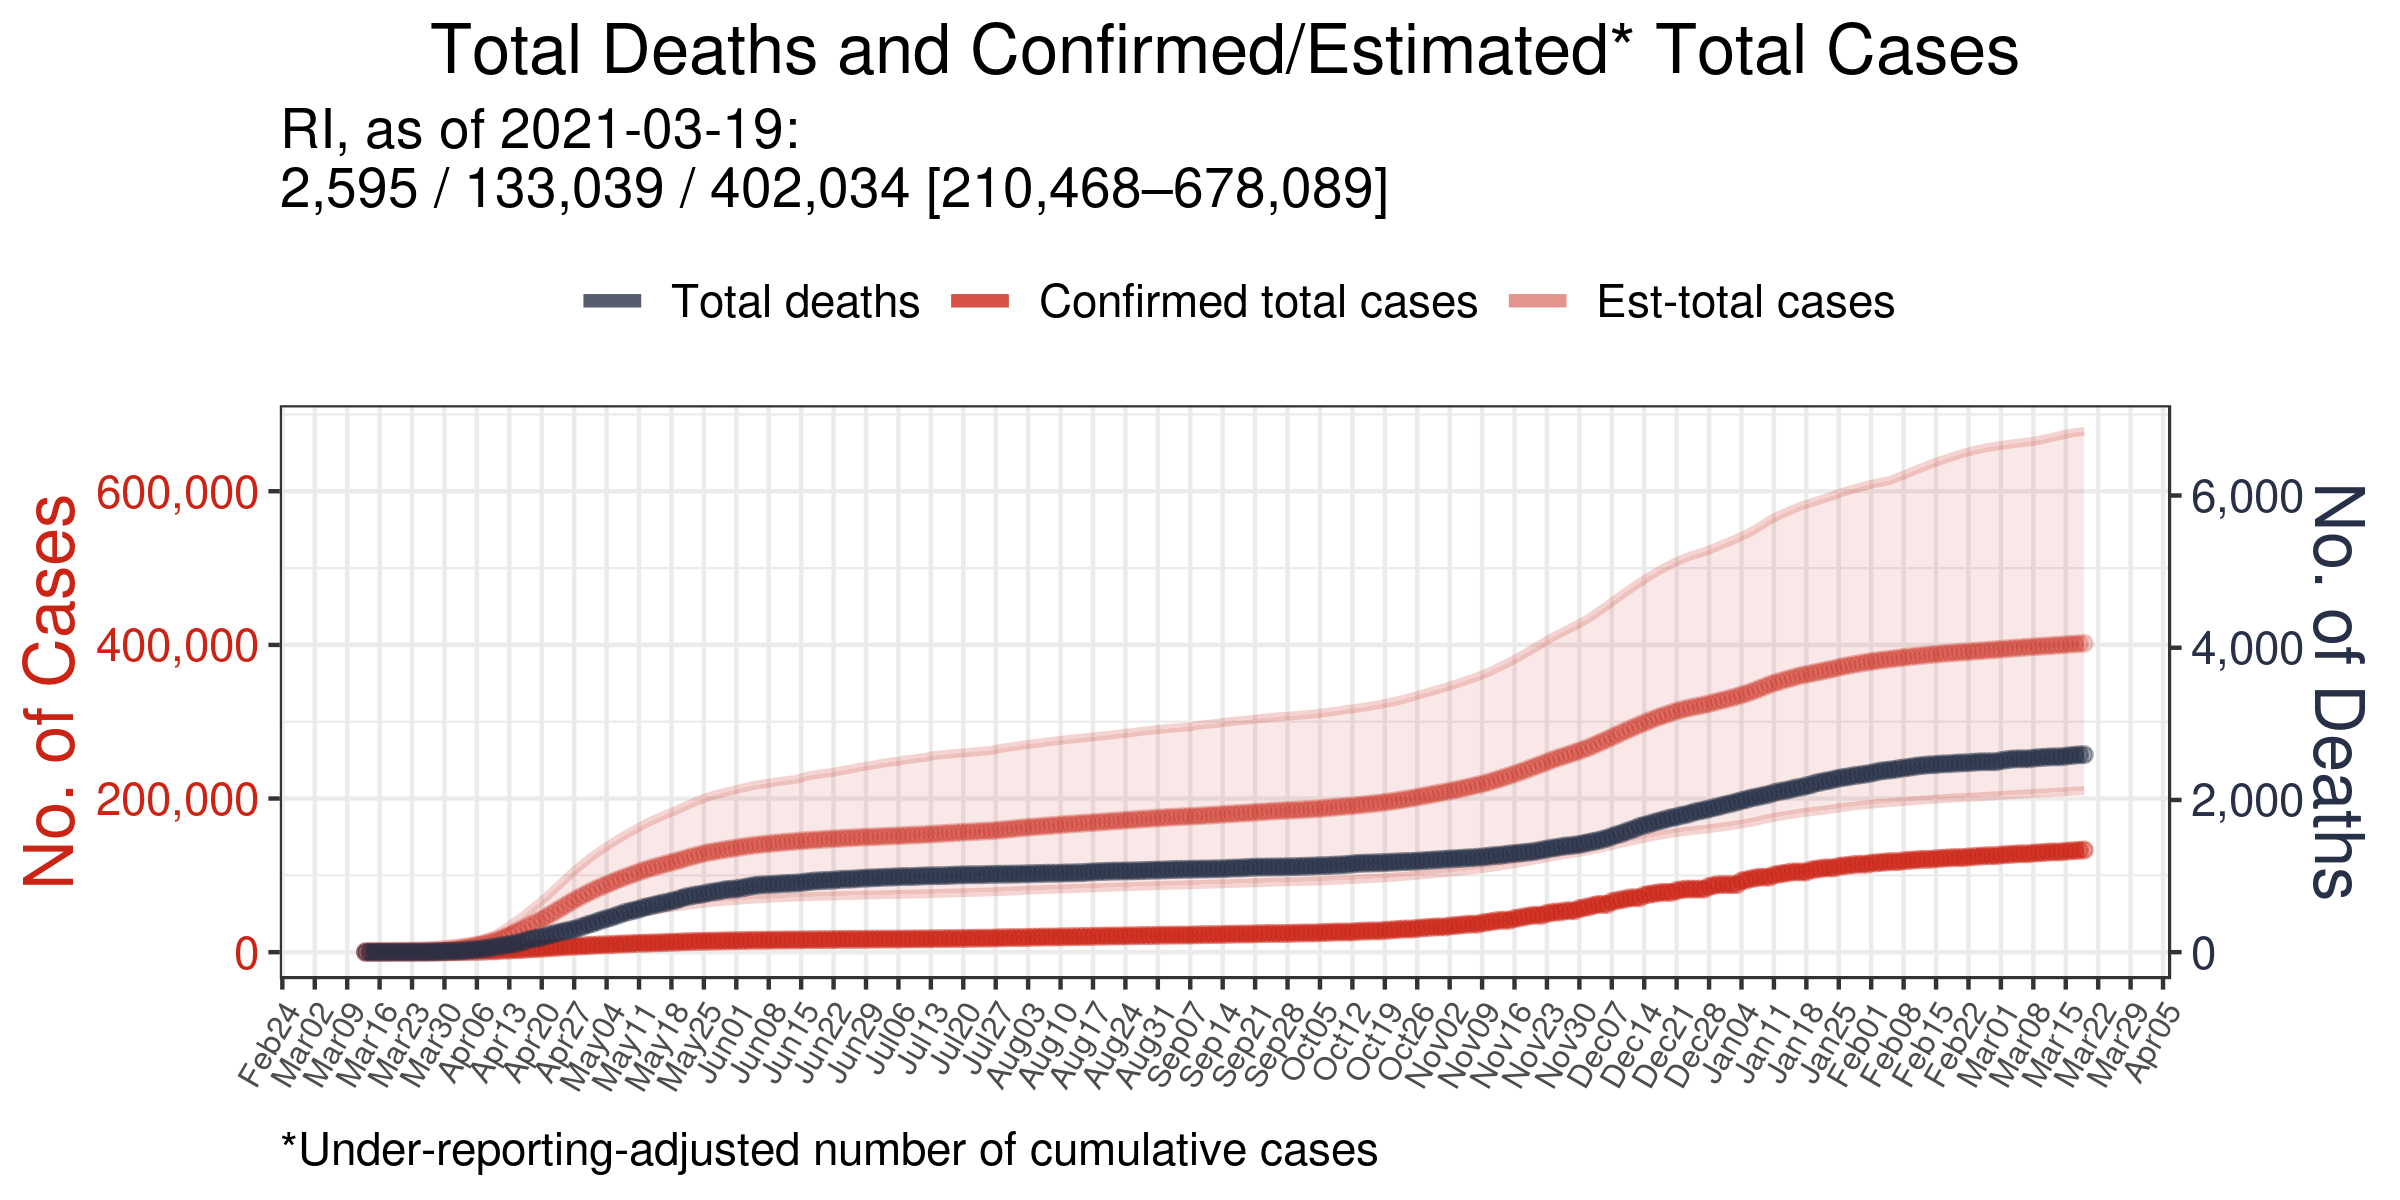 Total Deaths and Confirmed/Estimated* Total Cases
RI, as of 2021-03-19:
2,595 / 133,039 / 402,034 [210,468–678,089]
Total deaths
Confirmed total cases
Est-total cases
No. of Cases
600,000
400,000
200,000
0
6,000
4,000
2,000
0
No. of Deaths
Feb24
Mar02
Mar09
Mar16
Mar23
Mar30
Apr06
Apr13
Apr20
Apr27
May04
May11
May18
May25
Jun01
Jun08
Jun15
Jun22
Jun29
Jul06
Jul13
Jul20
Jul27
Aug03
Aug10
Aug17
Aug24
Aug31
Sep07
Sep14
Sep21
Sep28
Oct05
Oct12
Oct19
Oct26
Nov02
Nov09
Nov16
Nov23
Nov30
Dec07
Dec14
Dec21
Dec28
Jan04
Jan11
Jan18
Jan25
Feb01
Feb08
Feb15
Feb22
Mar01
Mar08
Mar15
Mar22
Mar29
Apr05
*Under-reporting-adjusted number of cumulative cases